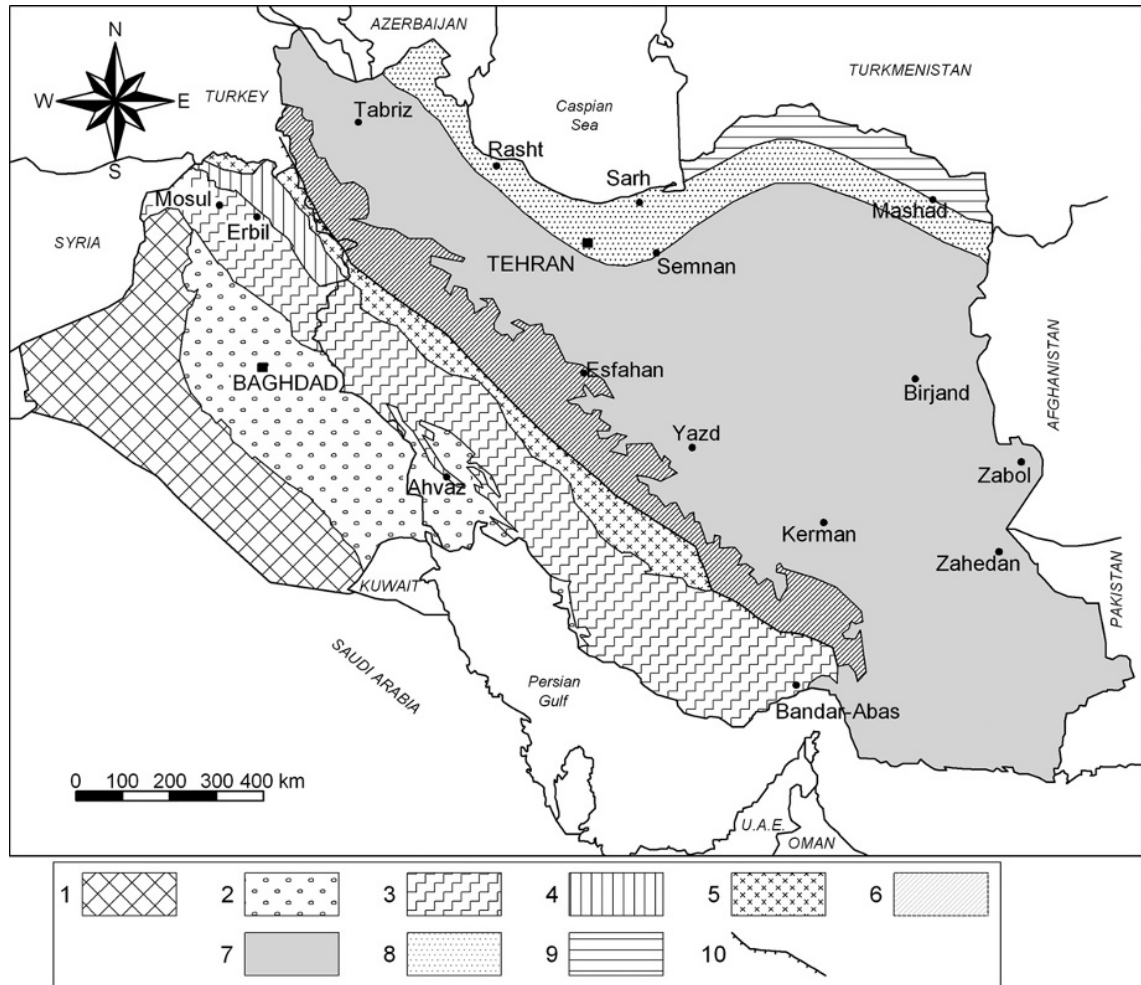 N
W E
S
AZERBAIJAN
TURKEY
TURKMENISTAN
Caspian
Sea
Tabriz
Rasht
Sarh
Mashad
Mosul
Erbil
SYRIA
TEHRAN
Semnan
AFGHANISTAN
BAGHDAD
Esfahan
Birjand
Yazd
Zabol
Ahvaz
Kerman
Zahedan
KUWAIT
PAKISTAN
SAUDI ARABIA
Persian
Gulf
Bandar-Abas
0 100 200 300 400 km
U.A.E.
OMAN
1 2 3 4 5 6
7 8 9 10